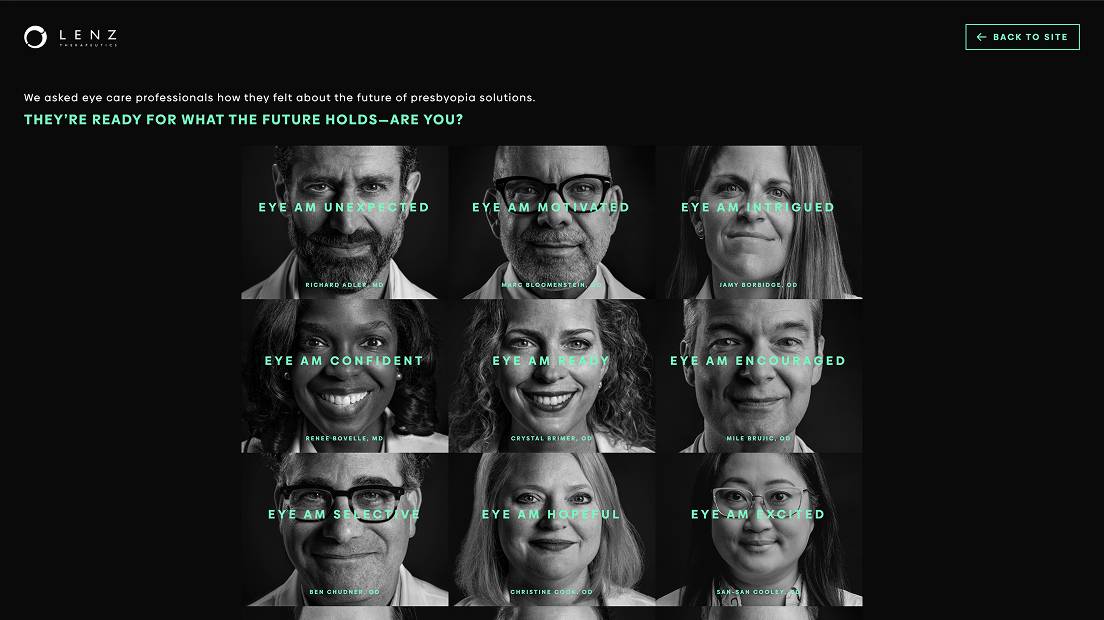 LENZ
THERAPEUTICS
← BACK TO SITE
We asked eye care professionals how they felt about the future of presbyopia solutions.
THEY'RE READY FOR WHAT THE FUTURE HOLDS—ARE YOU?
EYE AM UNEXPECTED
EYE AM MOTIVATED
EYE AM INTRIGUED
RICHARD ADLER, MD
MARC BLOOMENSTEIN, OD
JAMY BORBIDGE, OD
EYE AM CONFIDENT
EYE AM READY
EYE AM ENCOURAGED
RENEE BOVELLE, MD
CRYSTAL BRIMER, OD
MILE BRUJIC, OD
EYE AM SELECTIVE
EYE AM HOPEFUL
EYE AM EXCITED
BEN CHUDNER, OD
CHRISTINE COOK, OD
SAN-SAN COOLEY, OD